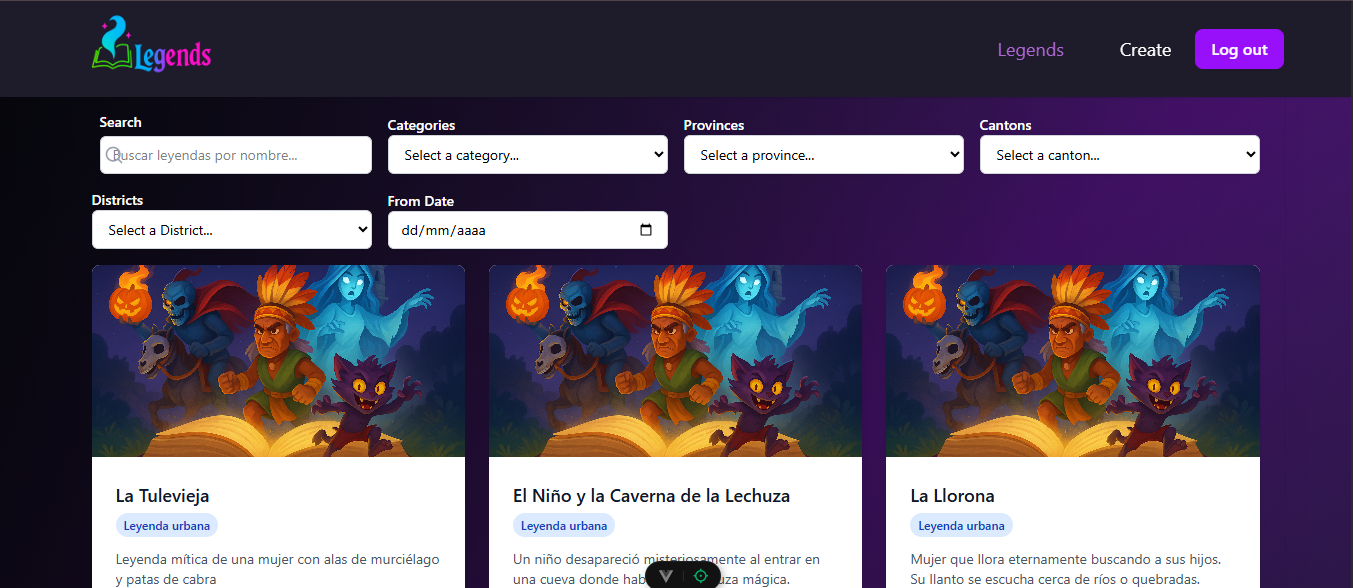 Legends
Legends
Create
Log out
Search
Categories
Provinces
Cantons
Buscar leyendas por nombre...
Select a category...
Select a province...
Select a canton...
Districts
From Date
Select a District...
dd/mm/aaaa
La Tulevieja
Leyenda urbana
Leyenda mítica de una mujer con alas de murciélago
y patas de cabra
El Niño y la Caverna de la Lechuza
Leyenda urbana
Un niño desapareció misteriosamente al entrar en
una cueva donde mágica.
La Llorona
Leyenda urbana
Mujer que llora eternamente buscando a sus hijos.
Su llanto se escucha cerca de ríos o quebradas.